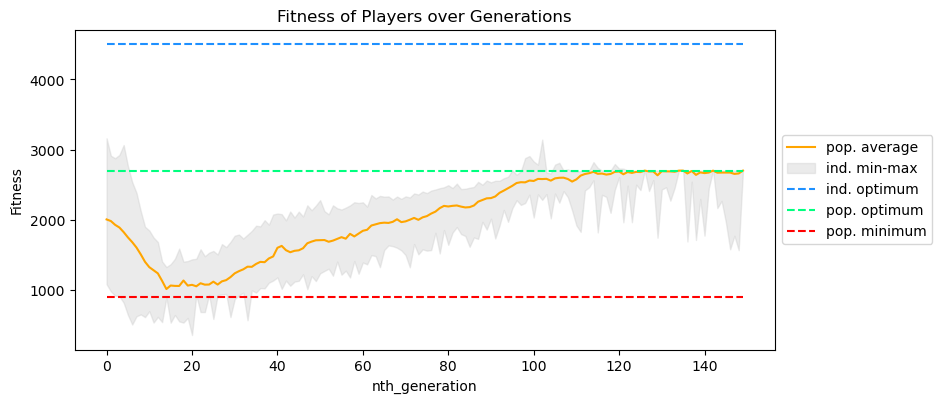 Fitness of Players over Generations
Fitness
4000
3000
2000
1000
0
20
40
60
80
100
120
140
nth_generation
pop. average
ind. min-max
ind. optimum
pop. optimum
pop. minimum